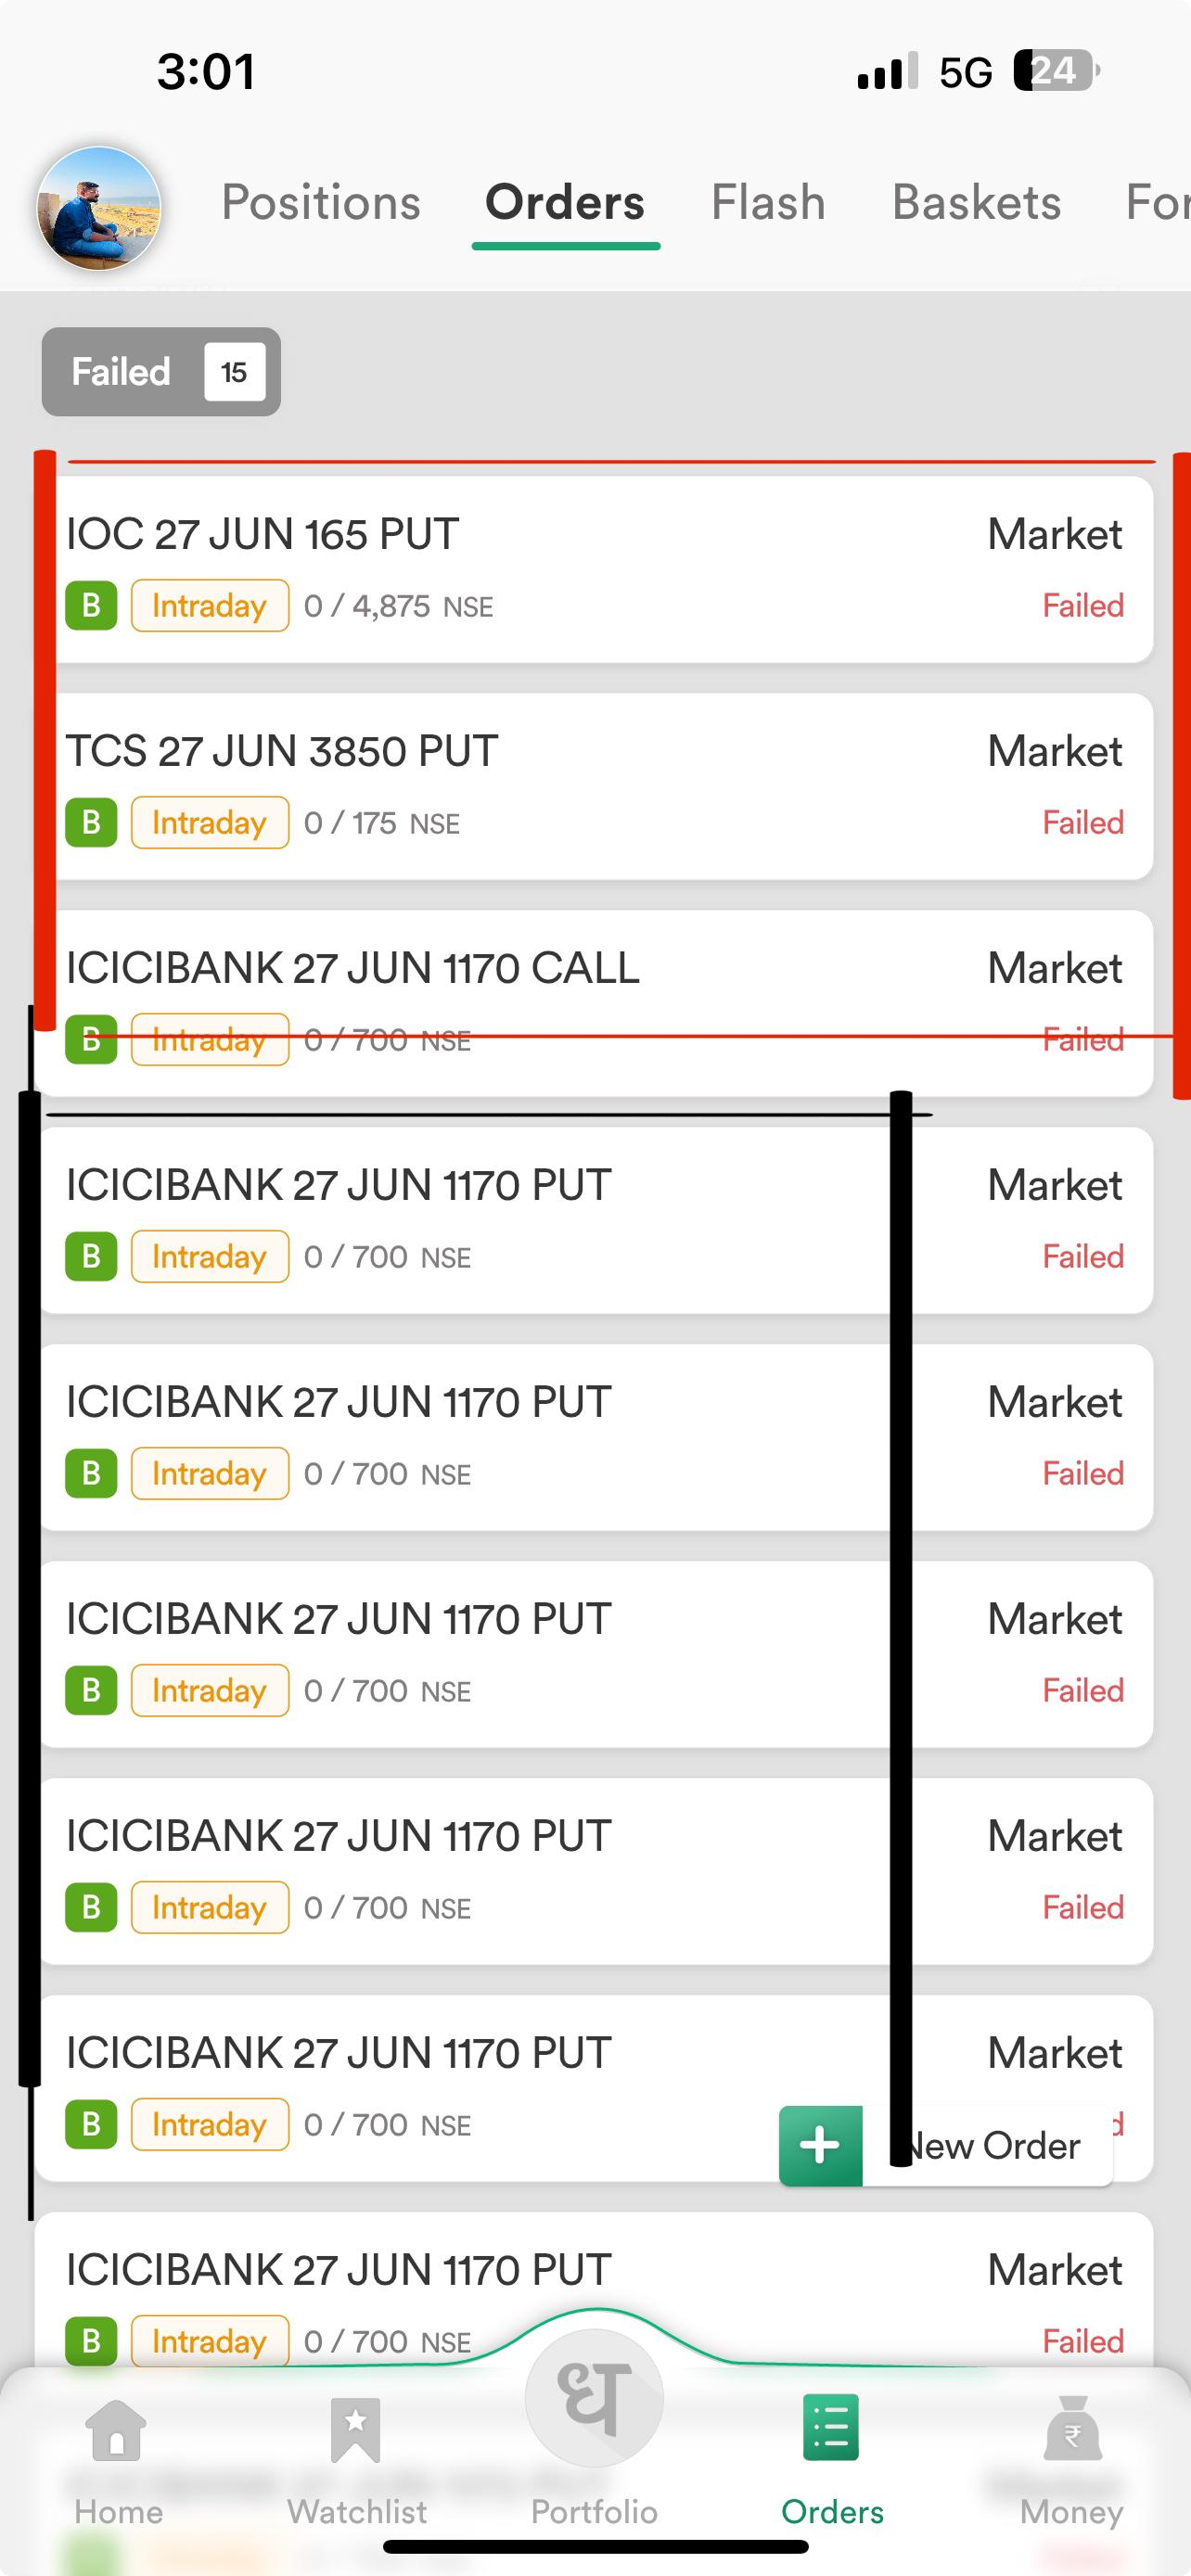 3:01 5G 24
Positions Orders Flash Baskets For
Failed 15
IOC 27 JUN 165 PUT Market
B Intraday 0 / 4,875 NSE Failed
TCS 27 JUN 3850 PUT Market
B Intraday 0 / 175 NSE Failed
ICICIBANK 27 JUN 1170 CALL Market
B Intraday 0 / 700 NSE Failed
ICICIBANK 27 JUN 1170 PUT Market
B Intraday 0 / 700 NSE Failed
ICICIBANK 27 JUN 1170 PUT Market
B Intraday 0 / 700 NSE Failed
ICICIBANK 27 JUN 1170 PUT Market
B Intraday 0 / 700 NSE Failed
ICICIBANK 27 JUN 1170 PUT Market
B Intraday 0 / 700 NSE Failed
ICICIBANK 27 JUN 1170 PUT Market
B Intraday 0 / 700 NSE d
+ New Order
ICICIBANK 27 JUN 1170 PUT Market
B Intraday 0 / 700 NSE Failed
ध
₹
Home Watchlist Portfolio Orders Money